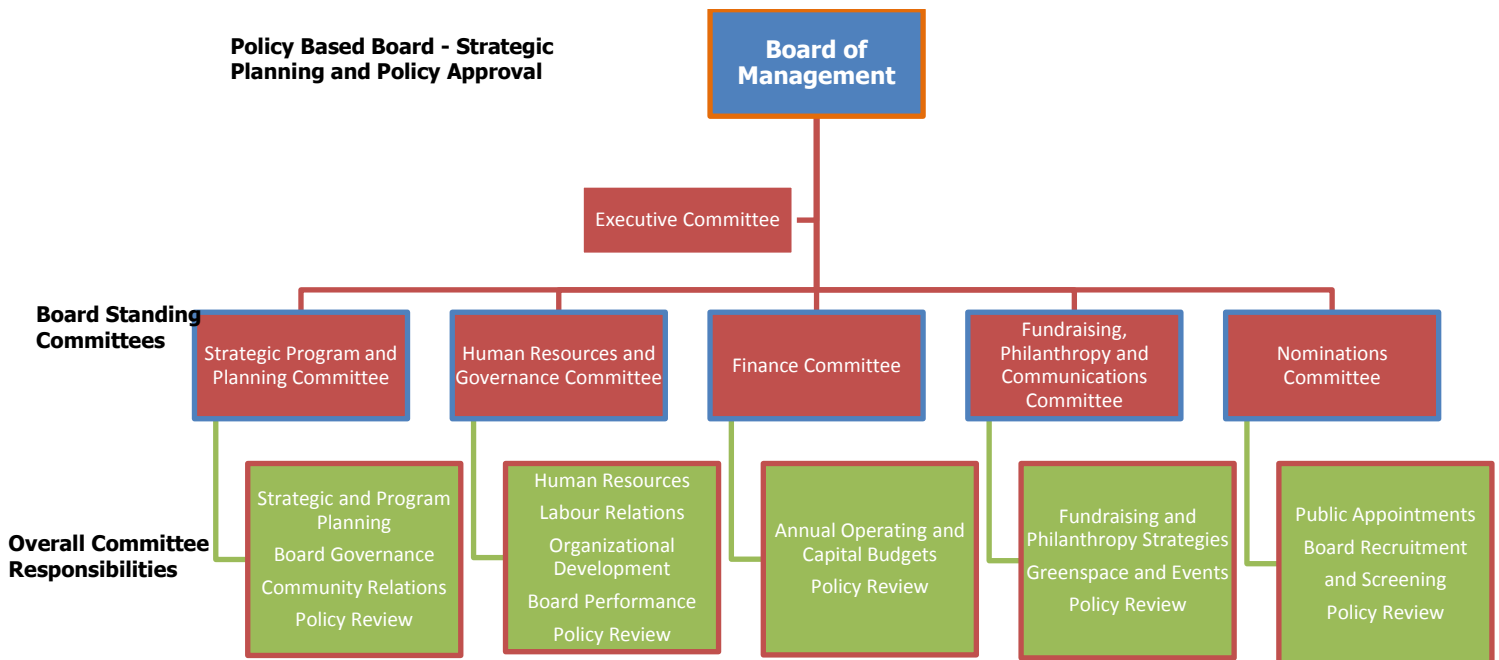 Policy Based Board - Strategic
Planning and Policy Approval
Board of
Management
Executive Committee
Board Standing
Committees
Strategic Program and
Planning Committee
Human Resources and
Governance Committee
Finance Committee
Fundraising,
Philanthropy and
Communications
Committee
Nominations
Committee
Overall Committee
Responsibilities
Strategic and Program
Planning
Board Governance
Community Relations
Policy Review
Human Resources
Labour Relations
Organizational
Development
Board Performance
Policy Review
Annual Operating and
Capital Budgets
Policy Review
Fundraising and
Philanthropy Strategies
Greenspace and Events
Policy Review
Public Appointments
Board Recruitment
and Screening
Policy Review